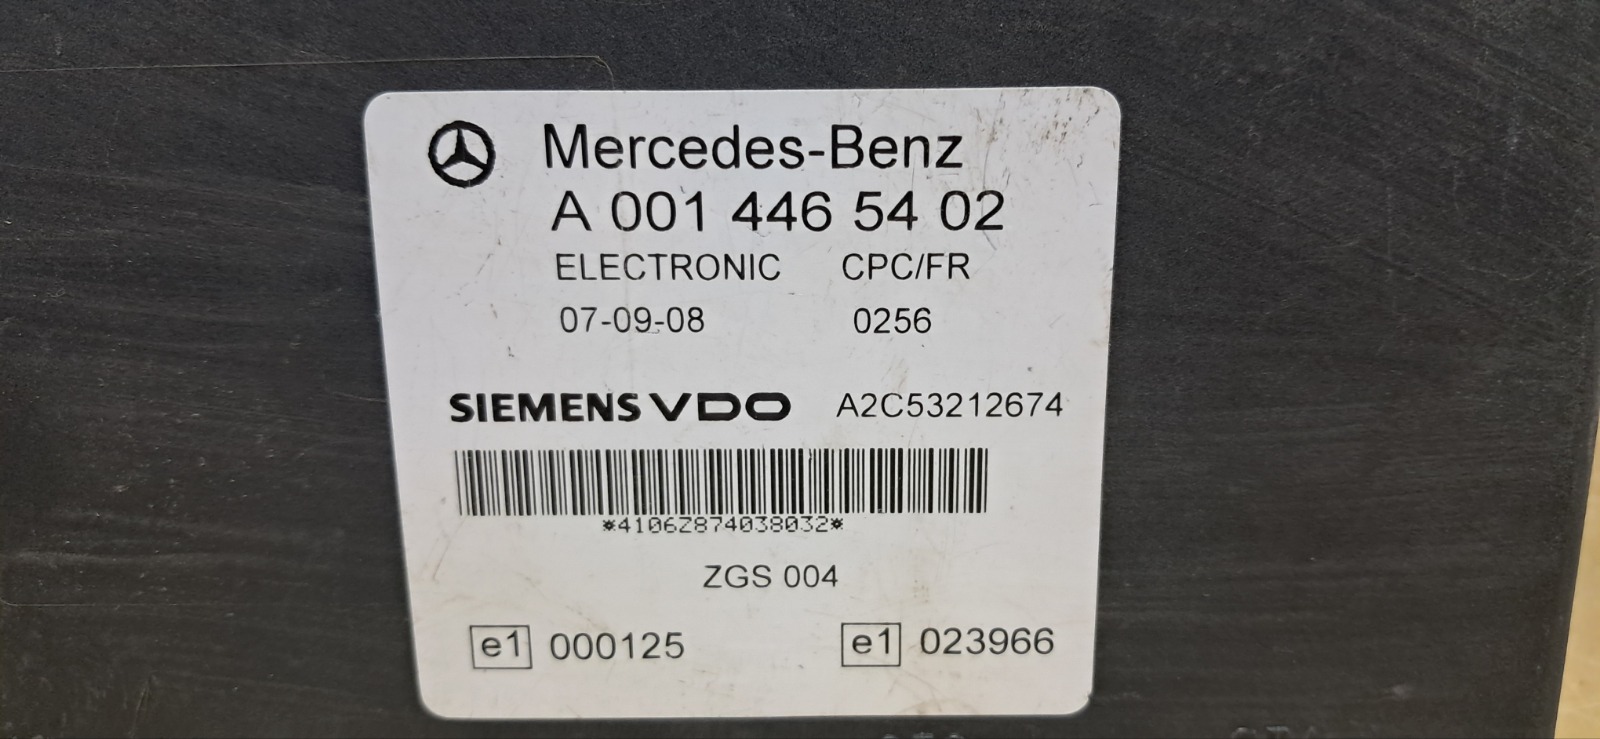 Mercedes-Benz
A 001 446 54 02
ELECTRONIC CPC/FR
07-09-08 0256
SIEMENS VDO A2C53212674
*4106Z874038032*
ZGS 004
e1 000125 e1 023966